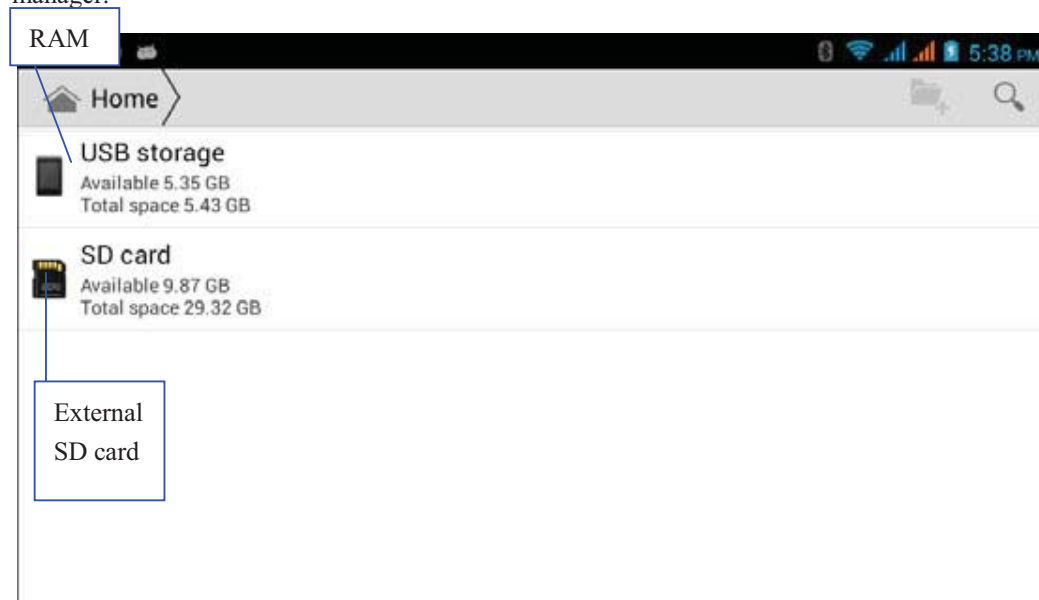 manager.
RAM
5:38 PM
Home
USB storage
Available 5.35 GB
Total space 5.43 GB
SD card
Available 9.87 GB
Total space 29.32 GB
External
SD card